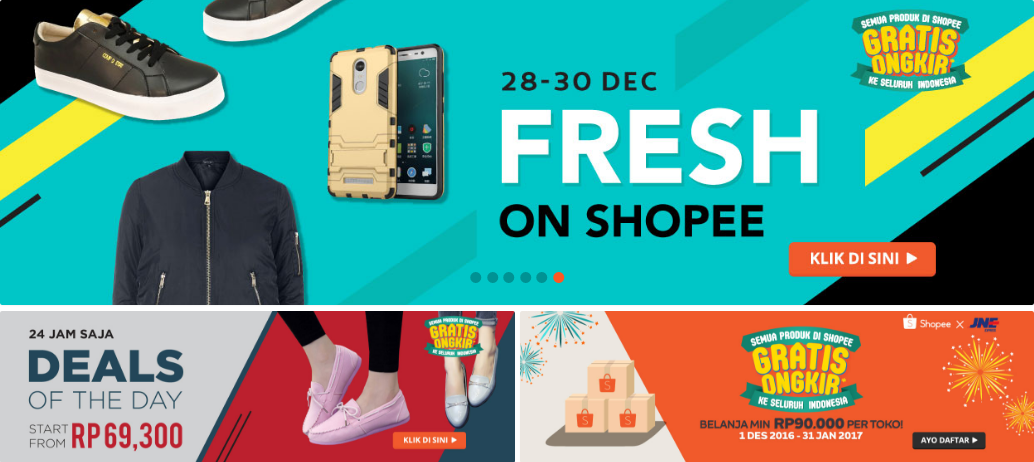 SEMUA PRODUK DI SHOPEE
GRATIS
ONGKIR*
KE SELURUH INDONESIA
28-30 DEC
FRESH
ON SHOPEE
KLIK DI SINI
24 JAM SAJA
DEALS
OF THE DAY
START
FROM RP69,300
SEMUA PRODUK DI SHOPEE
GRATIS
ONGKIR*
KE SELURUH INDONESIA
KLIK DI SINI
Shopee X JNE
SEMUA PRODUK DI SHOPEE
GRATIS
ONGKIR*
KE SELURUH INDONESIA
BELANJA MIN RP90.000 PER TOKO!
1 DES 2016 - 31 JAN 2017
AYO DAFTAR